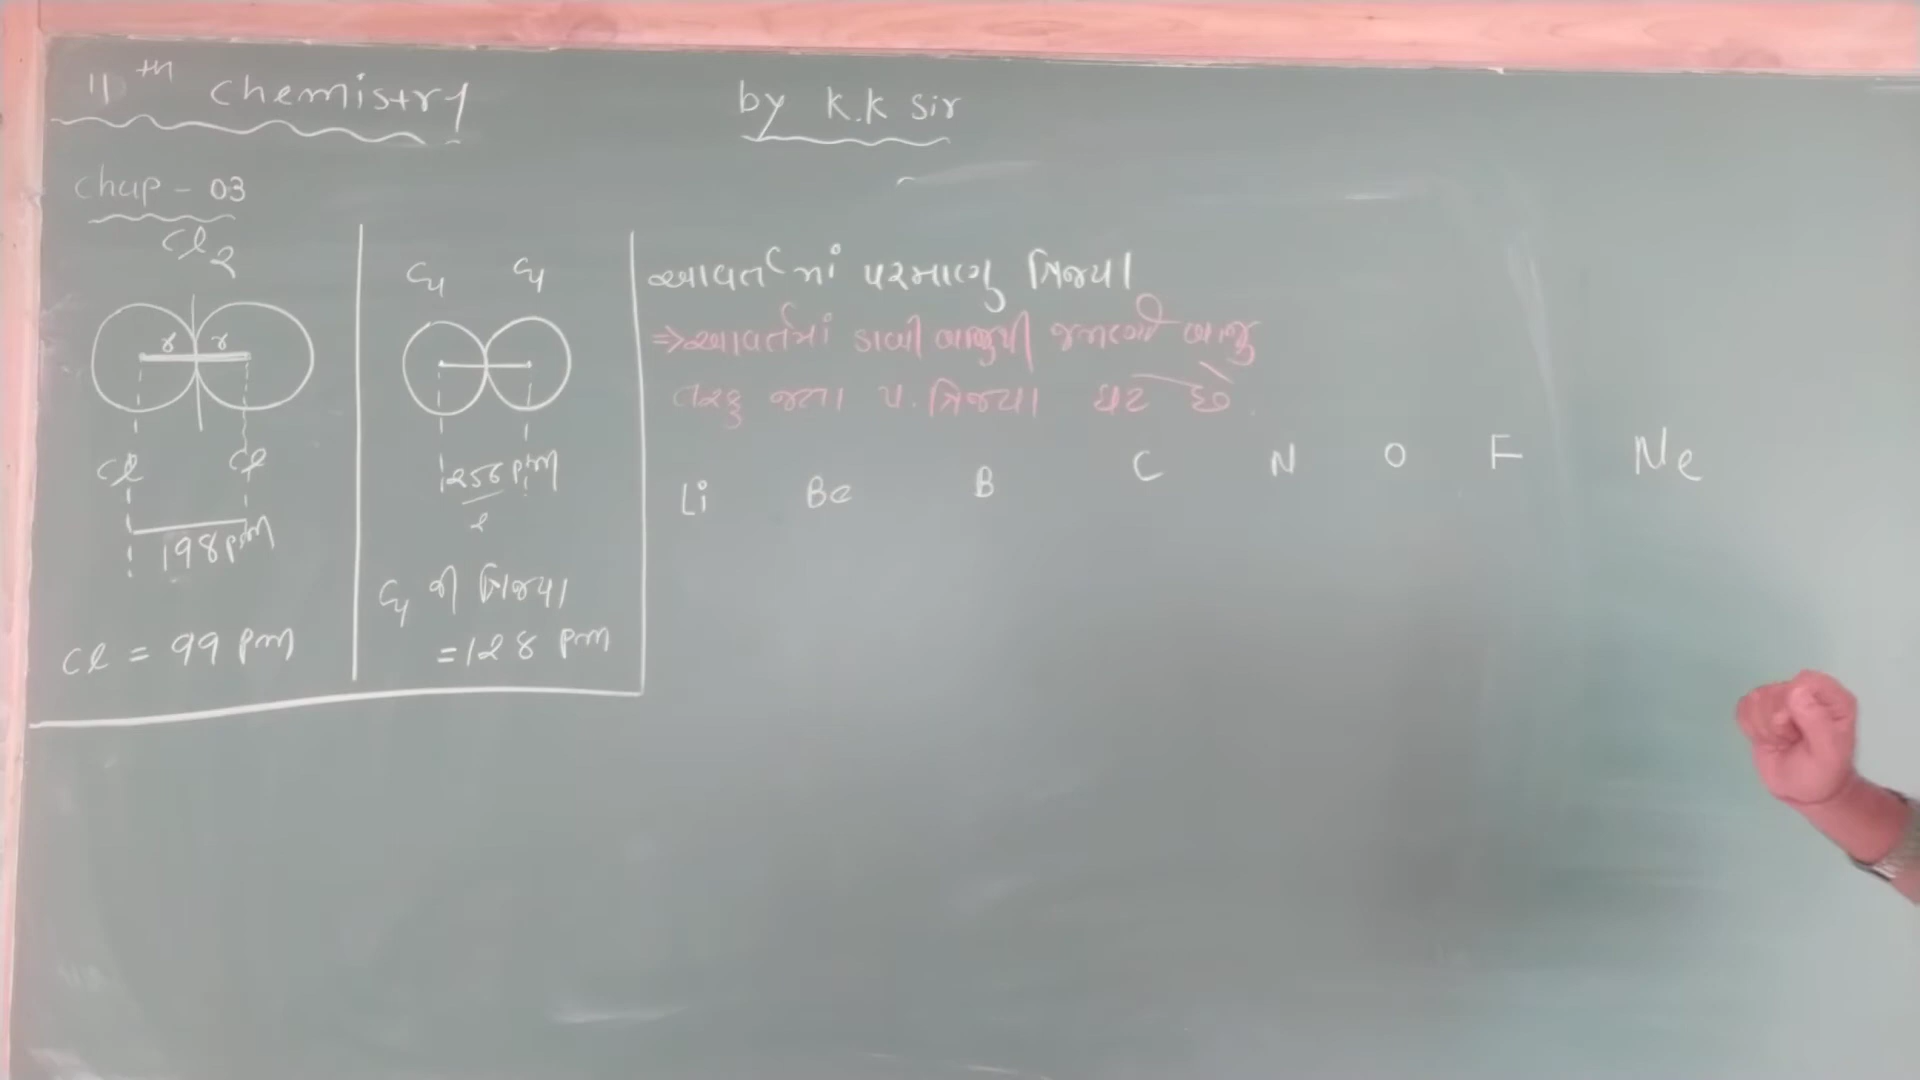 11th chemistry
by K.K Sir
Chap - 03
Cl2
r r
Cl Cl
198 pm
Cl = 99 pm
Cu Cu
256 pm
2
Cu ની ત્રિજ્યા
= 128 pm
આવર્તમાં પરમાણુ ત્રિજ્યા
⇒ આવર્તમાં ડાબી બાજુથી જમણી બાજુ
તરફ જતા પ. ત્રિજ્યા ઘટે છે.
Li Be B C N O F Ne